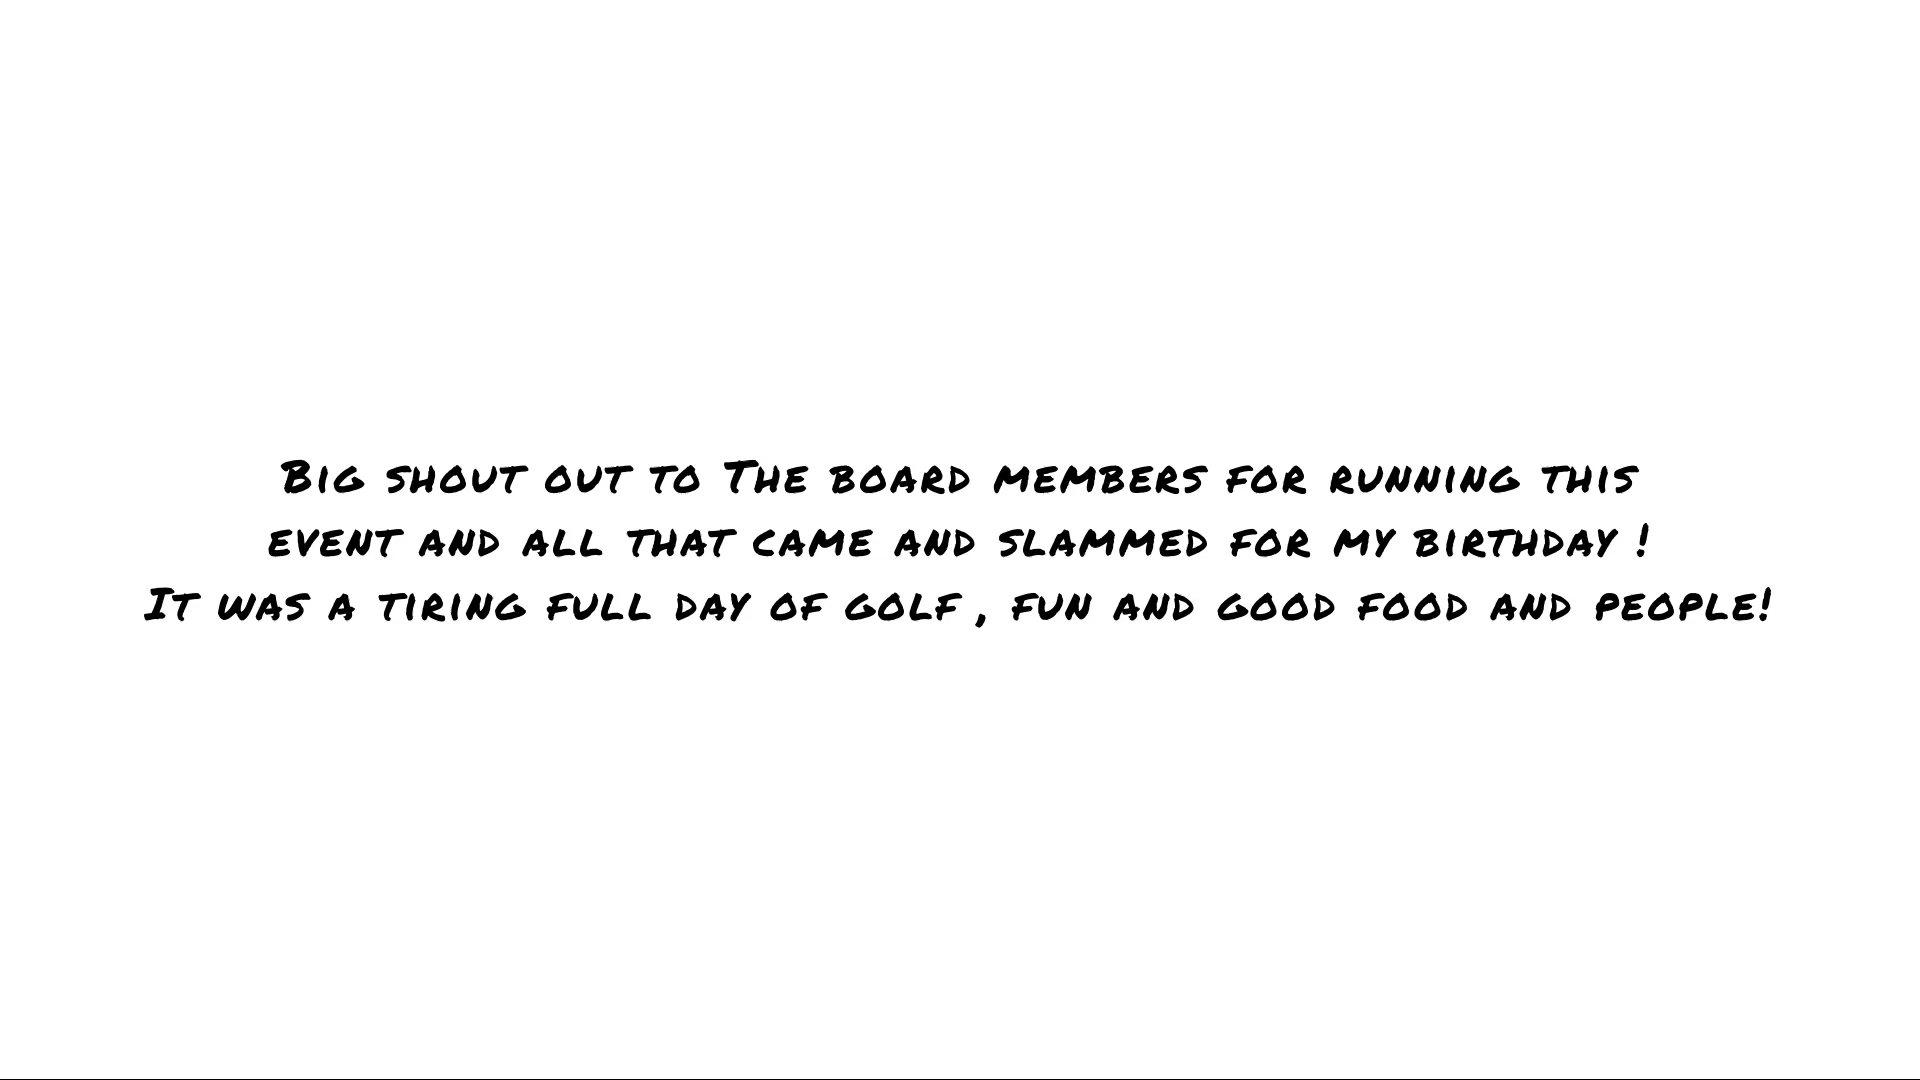 Big shout out to The board members for running this
event and all that came and slammed for my birthday !
It was a tiring full day of golf , fun and good food and people!